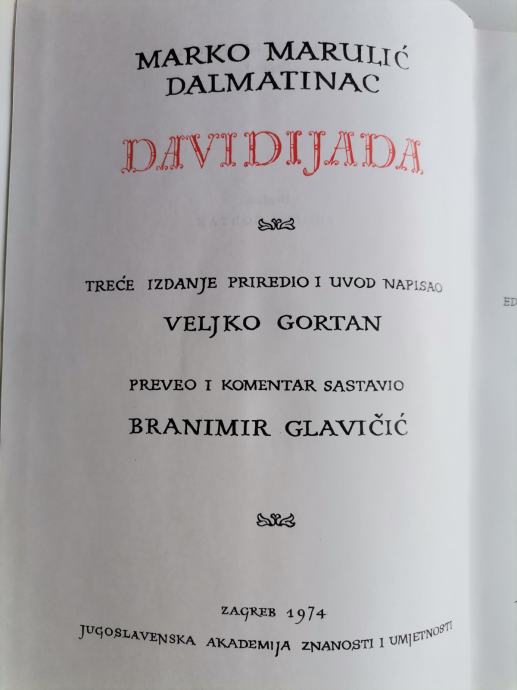 MARKO MARULIĆ
DALMATINAC
DAVIDIJADA
TREĆE IZDANJE PRIREDIO I UVOD NAPISAO
VELJKO GORTAN
PREVEO I KOMENTAR SASTAVIO
BRANIMIR GLAVIČIĆ
ZAGREB 1974
JUGOSLAVENSKA AKADEMIJA ZNANOSTI I UMJETNOSTI
ED